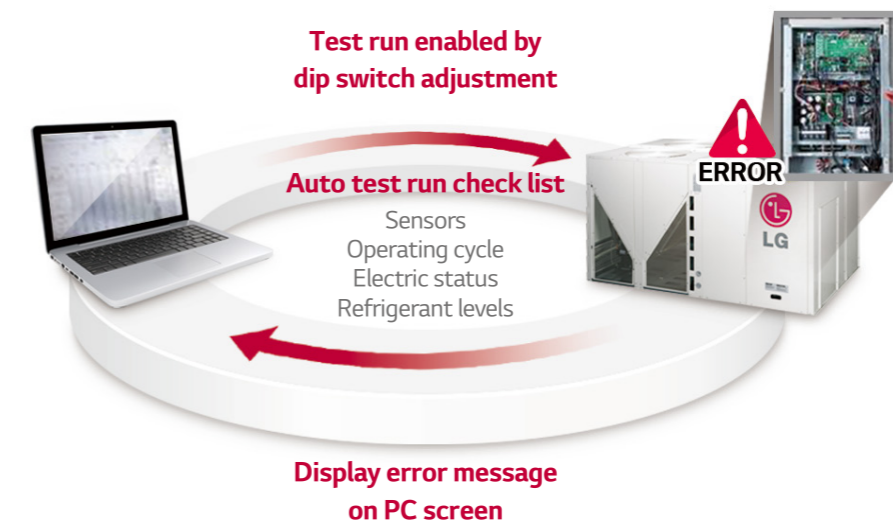 Test run enabled by
dip switch adjustment
ERROR
Auto test run check list
Sensors
Operating cycle
Electric status
Refrigerant levels
LG
Display error message
on PC screen